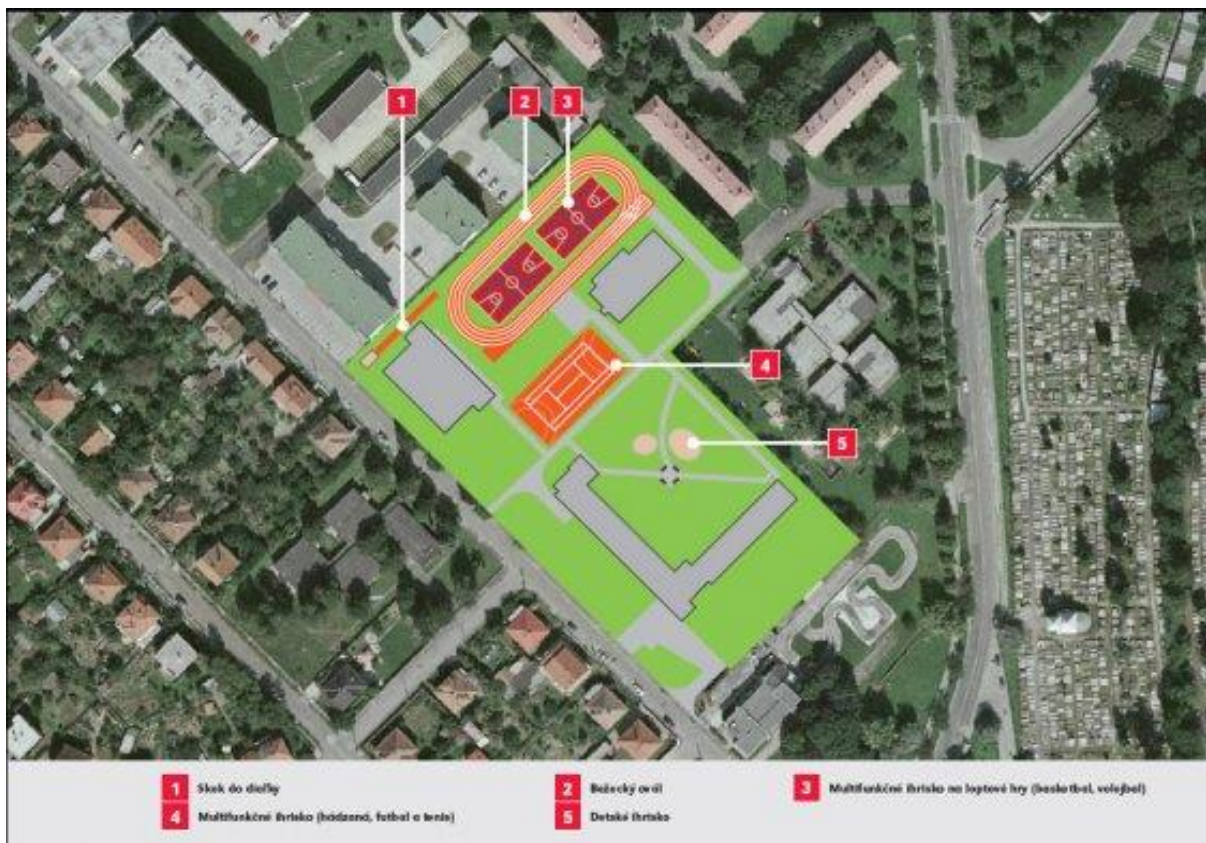 1
2
3
4
5
1 Skok do diaľky
2 Bežecký ovál
3 Multifunkčné ihrisko na loptové hry (basketbal, volejbal)
4 Multifunkčné ihrisko (hádzaná, futbal a tenis)
5 Detské ihrisko